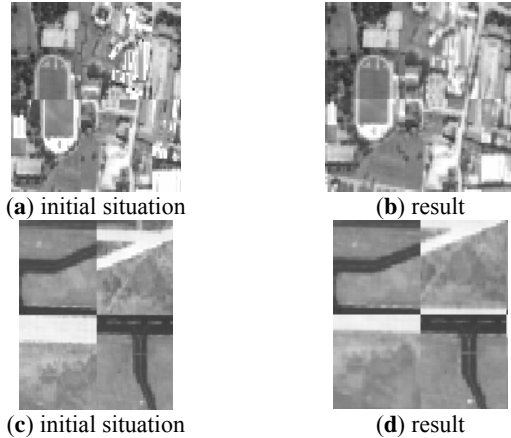 (a) initial situation
(b) result
(c) initial situation
(d) result